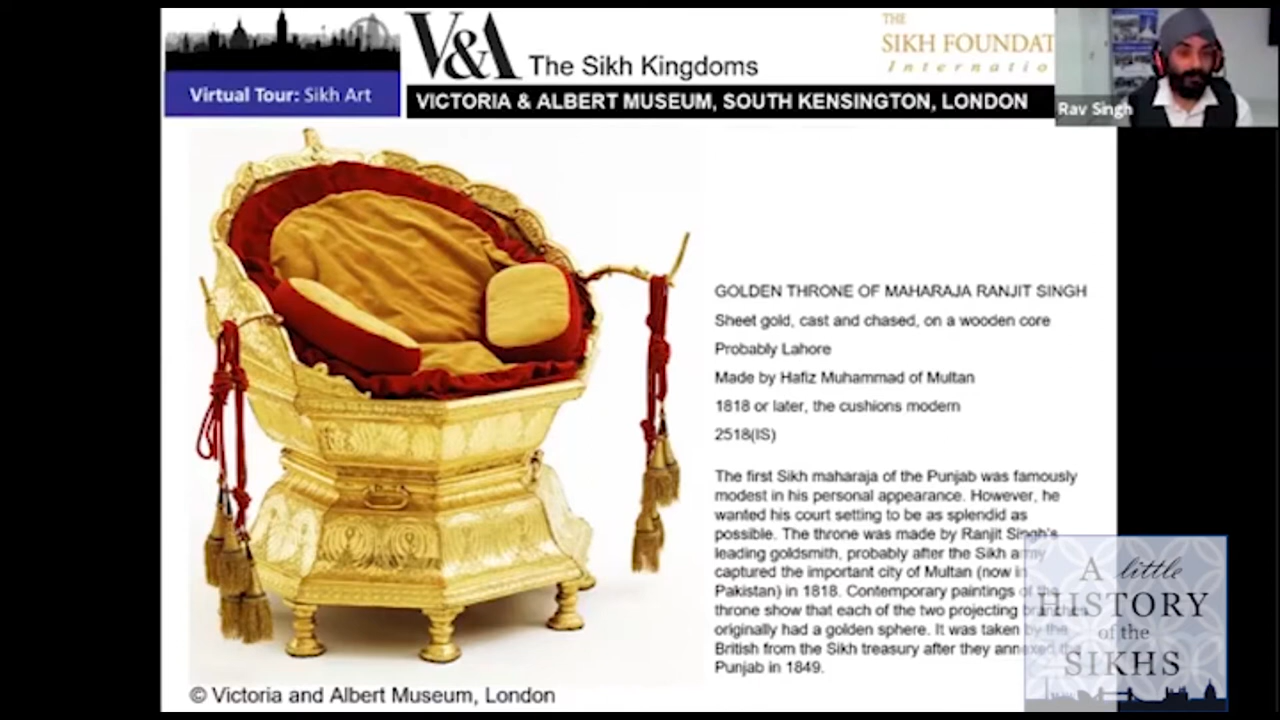 Virtual Tour: Sikh Art
V&A The Sikh Kingdoms
VICTORIA & ALBERT MUSEUM, SOUTH KENSINGTON, LONDON
THE
SIKH FOUNDAT
Internatio
Rav Singh
GOLDEN THRONE OF MAHARAJA RANJIT SINGH
Sheet gold, cast and chased, on a wooden core
Probably Lahore
Made by Hafiz Muhammad of Multan
1818 or later, the cushions modern
2518(IS)
The first Sikh maharaja of the Punjab was famously
modest in his personal appearance. However, he
wanted his court setting to be as splendid as
possible. The throne was made by Ranjit Singh's
leading goldsmith, probably after the Sikh army
captured the important city of Multan (now in
Pakistan) in 1818. Contemporary paintings of the
throne show that each of the two projecting branches
originally had a golden sphere. It was taken by the
British from the Sikh treasury after they annexed the
Punjab in 1849.
A little
HISTORY
of the
SIKHS
© Victoria and Albert Museum, London